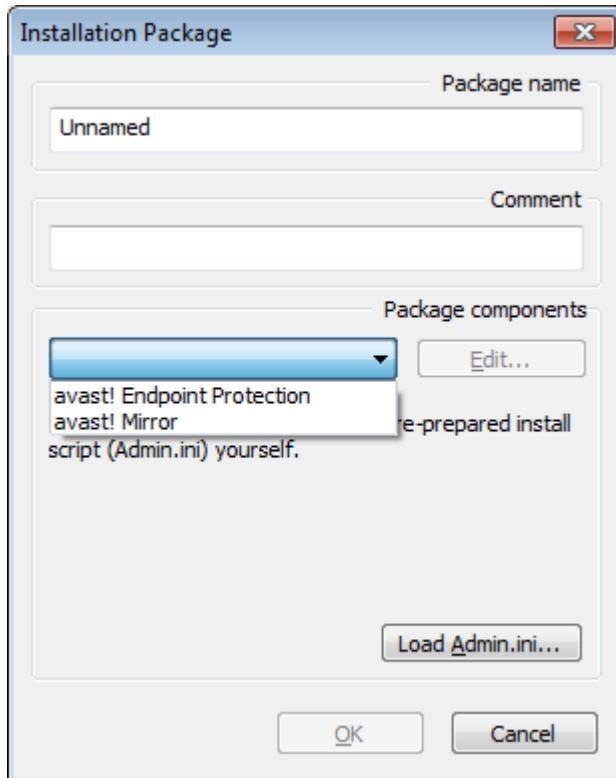 Installation Package
Package name
Unnamed
Comment
Package components
Edit...
avast! Endpoint Protection
avast! Mirror
re-prepared install
script (Admin.ini) yourself.
Load Admin.ini...
OK
Cancel